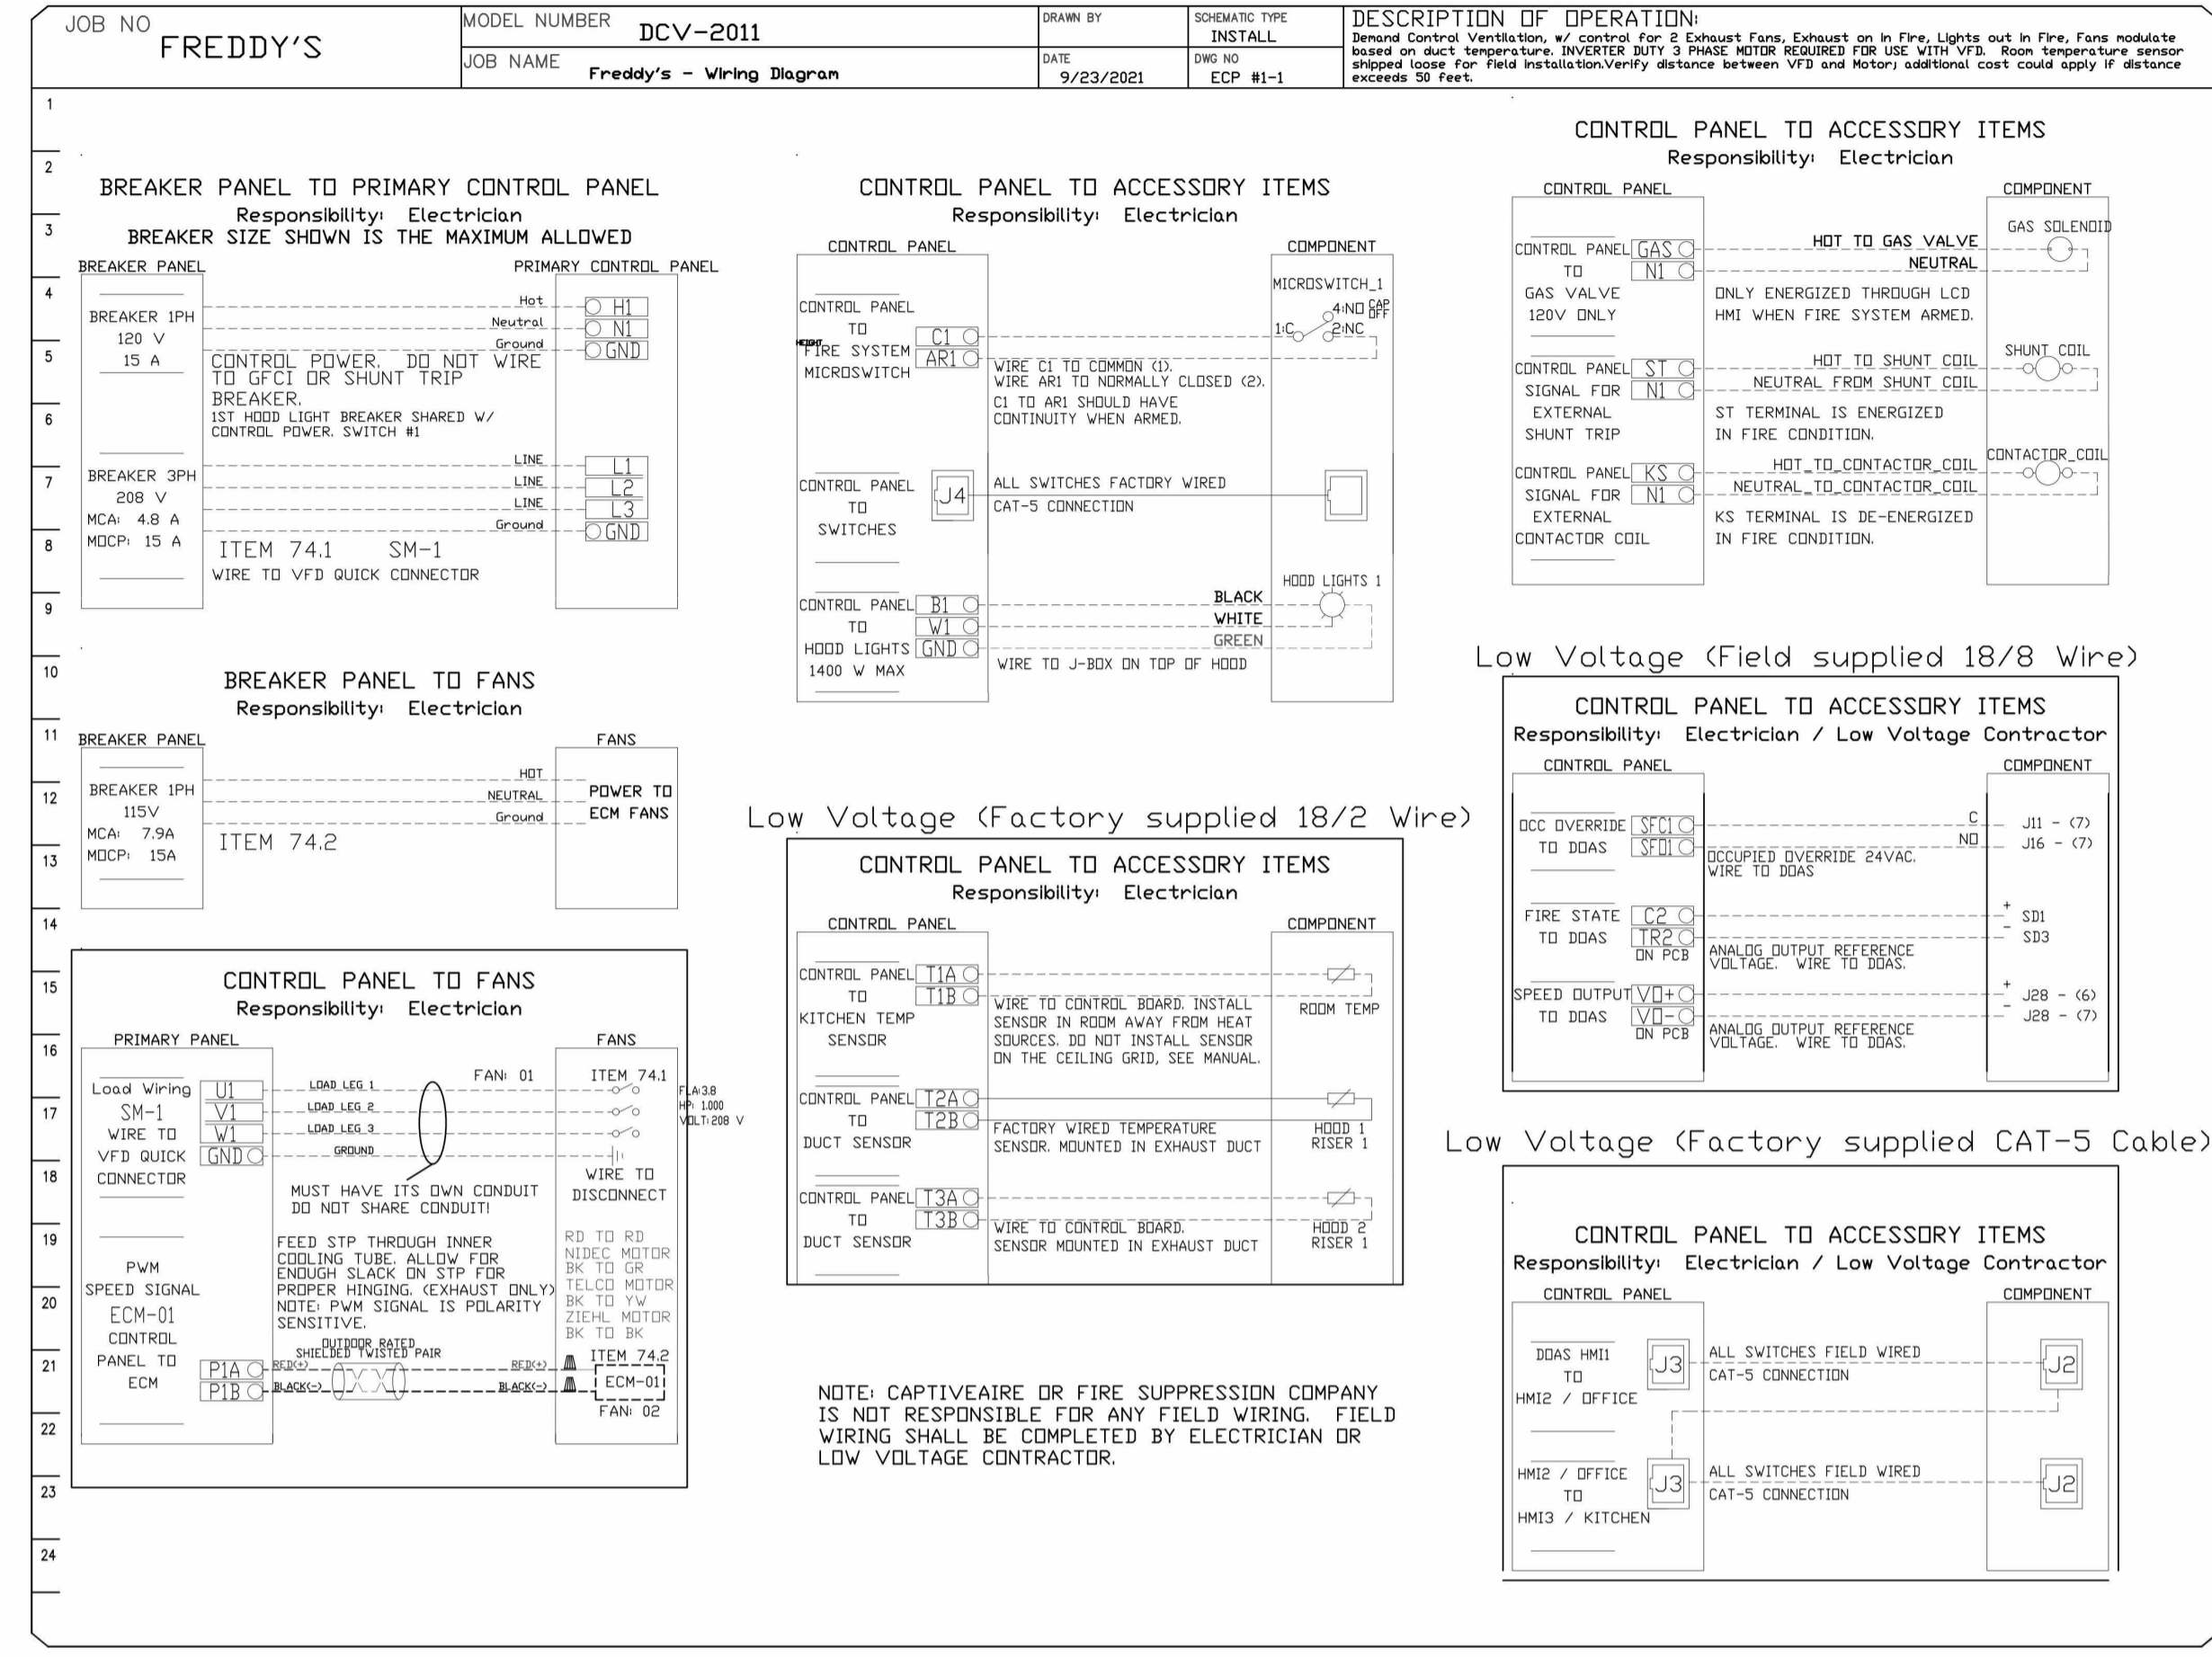 JOB NO
FREDDY'S
MODEL NUMBER
DCV-2011
JOB NAME
Freddy's - Wiring Diagram
DRAWN BY
DATE
9/23/2021
SCHEMATIC TYPE
INSTALL
DWG NO
ECP #1-1
DESCRIPTION OF OPERATION:
Demand Control Ventilation, w/ control for 2 Exhaust Fans, Exhaust on in Fire, Lights out in Fire, Fans modulate
based on duct temperature. INVERTER DUTY 3 PHASE MOTOR REQUIRED FOR USE WITH VFD. Room temperature sensor
shipped loose for field installation.Verify distance between VFD and Motor; additional cost could apply if distance
exceeds 50 feet.
1
2
3
4
5
6
7
8
9
10
11
12
13
14
15
16
17
18
19
20
21
22
23
24
BREAKER PANEL TO PRIMARY CONTROL PANEL
Responsibility: Electrician
BREAKER SIZE SHOWN IS THE MAXIMUM ALLOWED
BREAKER PANEL
PRIMARY CONTROL PANEL
BREAKER 1PH
120 V
15 A
Hot
H1
Neutral
N1
Ground
GND
CONTROL POWER. DO NOT WIRE
TO GFCI OR SHUNT TRIP
BREAKER.
1ST HOOD LIGHT BREAKER SHARED W/
CONTROL POWER. SWITCH #1
BREAKER 3PH
208 V
MCA: 4.8 A
MOCP: 15 A
LINE
L1
LINE
L2
LINE
L3
Ground
GND
ITEM 74.1 SM-1
WIRE TO VFD QUICK CONNECTOR
BREAKER PANEL TO FANS
Responsibility: Electrician
BREAKER PANEL
FANS
BREAKER 1PH
115V
MCA: 7.9A
MOCP: 15A
HOT
NEUTRAL
Ground
POWER TO
ECM FANS
ITEM 74.2
CONTROL PANEL TO FANS
Responsibility: Electrician
PRIMARY PANEL
FANS
Load Wiring
SM-1
WIRE TO
VFD QUICK
CONNECTOR
U1
V1
W1
GND
LOAD LEG 1
LOAD LEG 2
LOAD LEG 3
GROUND
FAN: 01
ITEM 74.1
FLA:3.8
HP: 1.000
VOLT:208 V
WIRE TO
DISCONNECT
MUST HAVE ITS OWN CONDUIT
DO NOT SHARE CONDUIT!
FEED STP THROUGH INNER
COOLING TUBE. ALLOW FOR
ENOUGH SLACK ON STP FOR
PROPER HINGING. (EXHAUST ONLY)
NOTE: PWM SIGNAL IS POLARITY
SENSITIVE.
RD TO RD
NIDEC MOTOR
BK TO GR
TELCO MOTOR
BK TO YW
ZIEHL MOTOR
BK TO BK
PWM
SPEED SIGNAL
ECM-01
CONTROL
PANEL TO
ECM
P1A
P1B
OUTDOOR RATED
SHIELDED TWISTED PAIR
RED(+)
BLACK(-)
RED(+)
BLACK(-)
ITEM 74.2
ECM-01
FAN: 02
CONTROL PANEL TO ACCESSORY ITEMS
Responsibility: Electrician
CONTROL PANEL
COMPONENT
CONTROL PANEL
TO
HEIGHT
FIRE SYSTEM
MICROSWITCH
C1
AR1
MICROSWITCH_1
4:NO
CAP
OFF
1:C
2:NC
WIRE C1 TO COMMON (1).
WIRE AR1 TO NORMALLY CLOSED (2).
C1 TO AR1 SHOULD HAVE
CONTINUITY WHEN ARMED.
CONTROL PANEL
TO
SWITCHES
J4
ALL SWITCHES FACTORY WIRED
CAT-5 CONNECTION
CONTROL PANEL
TO
HOOD LIGHTS
1400 W MAX
B1
W1
GND
BLACK
WHITE
GREEN
HOOD LIGHTS 1
WIRE TO J-BOX ON TOP OF HOOD
Low Voltage (Factory supplied 18/2 Wire)
CONTROL PANEL TO ACCESSORY ITEMS
Responsibility: Electrician
CONTROL PANEL
COMPONENT
CONTROL PANEL
TO
KITCHEN TEMP
SENSOR
T1A
T1B
WIRE TO CONTROL BOARD. INSTALL
SENSOR IN ROOM AWAY FROM HEAT
SOURCES. DO NOT INSTALL SENSOR
ON THE CEILING GRID, SEE MANUAL.
ROOM TEMP
CONTROL PANEL
TO
DUCT SENSOR
T2A
T2B
FACTORY WIRED TEMPERATURE
SENSOR. MOUNTED IN EXHAUST DUCT
HOOD 1
RISER 1
CONTROL PANEL
TO
DUCT SENSOR
T3A
T3B
WIRE TO CONTROL BOARD.
SENSOR MOUNTED IN EXHAUST DUCT
HOOD 2
RISER 1
NOTE: CAPTIVEAIRE OR FIRE SUPPRESSION COMPANY
IS NOT RESPONSIBLE FOR ANY FIELD WIRING. FIELD
WIRING SHALL BE COMPLETED BY ELECTRICIAN OR
LOW VOLTAGE CONTRACTOR.
CONTROL PANEL TO ACCESSORY ITEMS
Responsibility: Electrician
CONTROL PANEL
COMPONENT
CONTROL PANEL
TO
GAS VALVE
120V ONLY
GAS
N1
HOT TO GAS VALVE
NEUTRAL
GAS SOLENOID
ONLY ENERGIZED THROUGH LCD
HMI WHEN FIRE SYSTEM ARMED.
CONTROL PANEL
SIGNAL FOR
EXTERNAL
SHUNT TRIP
ST
N1
HOT TO SHUNT COIL
NEUTRAL FROM SHUNT COIL
SHUNT COIL
ST TERMINAL IS ENERGIZED
IN FIRE CONDITION.
CONTROL PANEL
SIGNAL FOR
EXTERNAL
CONTACTOR COIL
KS
N1
HOT_TO_CONTACTOR_COIL
NEUTRAL_TO_CONTACTOR_COIL
CONTACTOR_COIL
KS TERMINAL IS DE-ENERGIZED
IN FIRE CONDITION.
Low Voltage (Field supplied 18/8 Wire)
CONTROL PANEL TO ACCESSORY ITEMS
Responsibility: Electrician / Low Voltage Contractor
CONTROL PANEL
COMPONENT
OCC OVERRIDE
TO DOAS
SFC1
SFO1
C
NO
J11 - (7)
J16 - (7)
OCCUPIED OVERRIDE 24VAC.
WIRE TO DOAS
FIRE STATE
TO DOAS
C2
TR2
ON PCB
+
-
SD1
SD3
ANALOG OUTPUT REFERENCE
VOLTAGE. WIRE TO DOAS.
SPEED OUTPUT
TO DOAS
VO+
VO-
ON PCB
+
-
J28 - (6)
J28 - (7)
ANALOG OUTPUT REFERENCE
VOLTAGE. WIRE TO DOAS.
Low Voltage (Factory supplied CAT-5 Cable)
CONTROL PANEL TO ACCESSORY ITEMS
Responsibility: Electrician / Low Voltage Contractor
CONTROL PANEL
COMPONENT
DOAS HMI1
TO
HMI2 / OFFICE
J3
ALL SWITCHES FIELD WIRED
CAT-5 CONNECTION
J2
HMI2 / OFFICE
TO
HMI3 / KITCHEN
J3
ALL SWITCHES FIELD WIRED
CAT-5 CONNECTION
J2